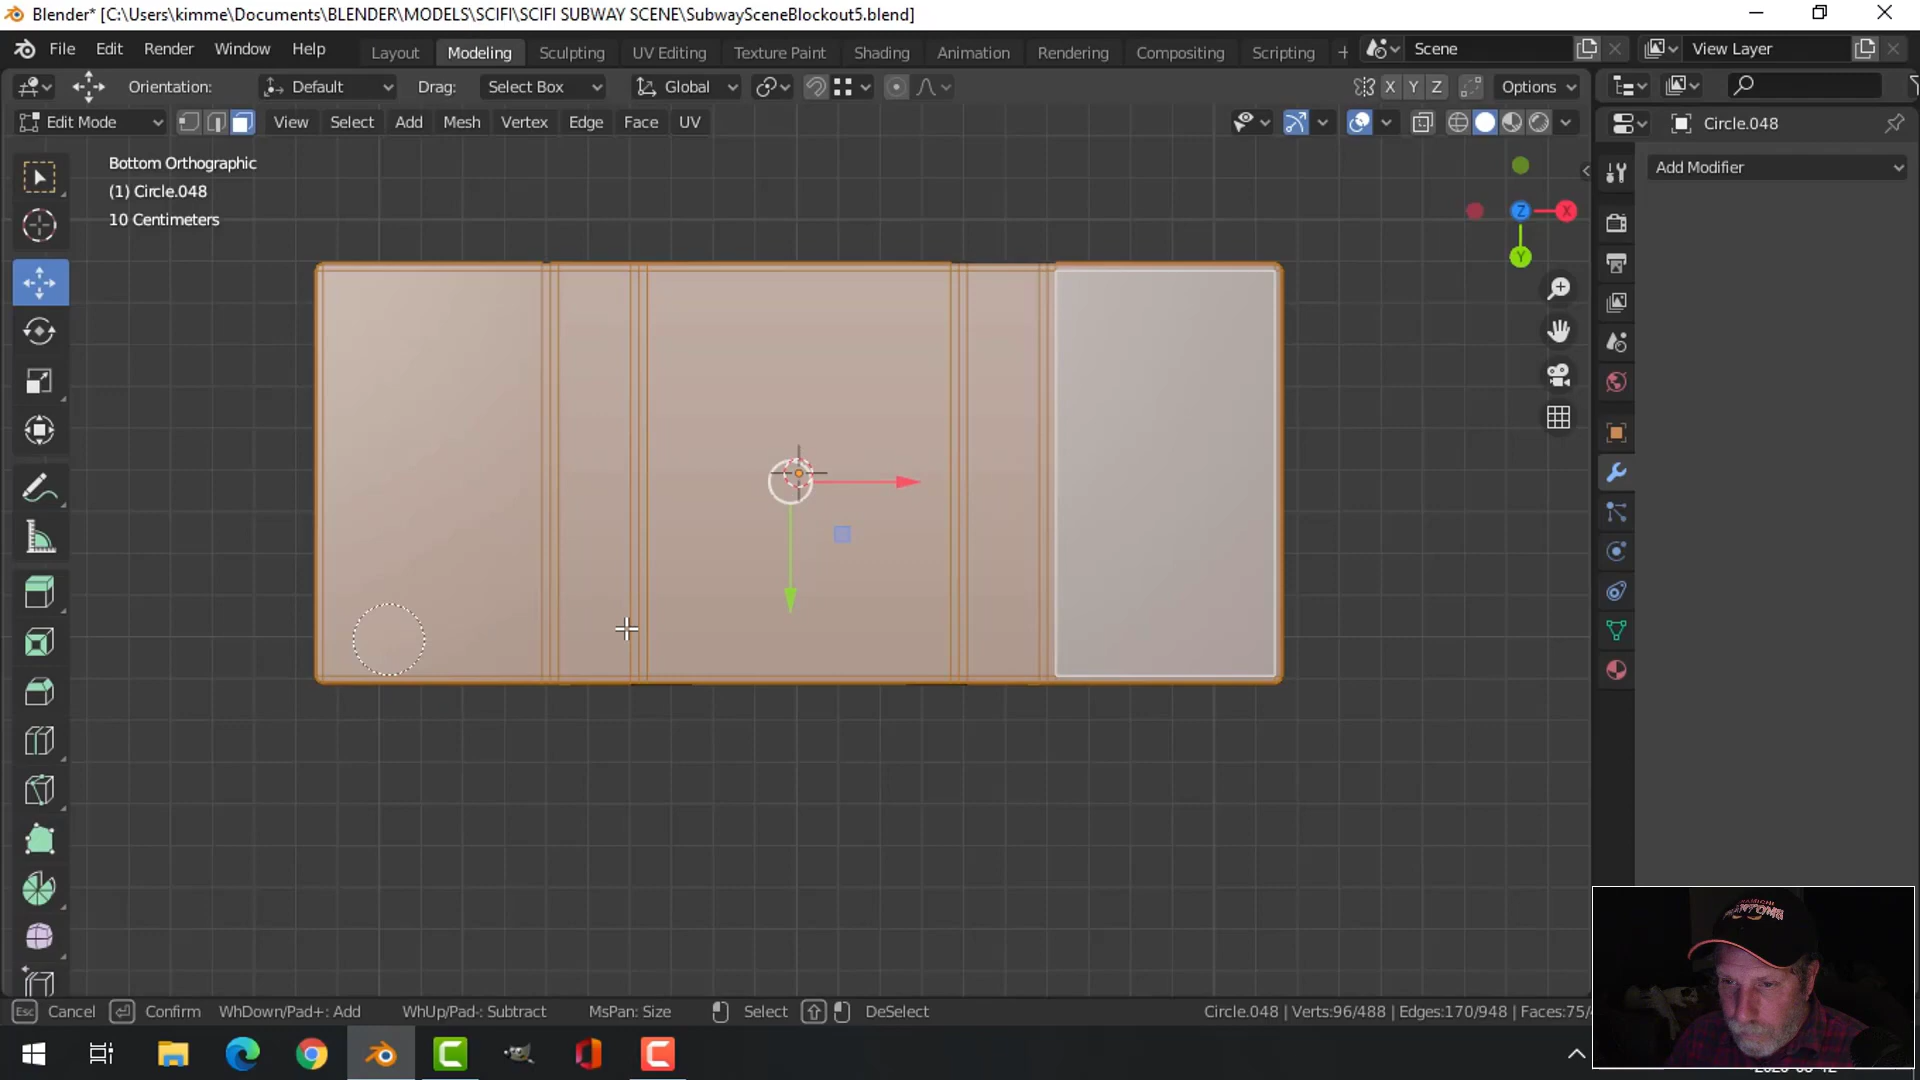 Blender* [C:\Users\kimme\Documents\BLENDER\MODELS\SCIFI\SCIFI SUBWAY SCENE\SubwaySceneBlockout5.blend]
File Edit Render Window Help Layout Modeling Sculpting UV Editing Texture Paint Shading Animation Rendering Compositing Scripting + Scene View Layer
Orientation: Default Drag: Select Box Global X Y Z Options
Edit Mode View Select Add Mesh Vertex Edge Face UV Circle.048
Bottom Orthographic
(1) Circle.048
10 Centimeters
Add Modifier
Z X
Y
Esc Cancel Confirm WhDown/Pad+: Add WhUp/Pad-: Subtract MsPan: Size Select DeSelect Circle.048 | Verts:96/488 | Edges:170/948 | Faces:75/